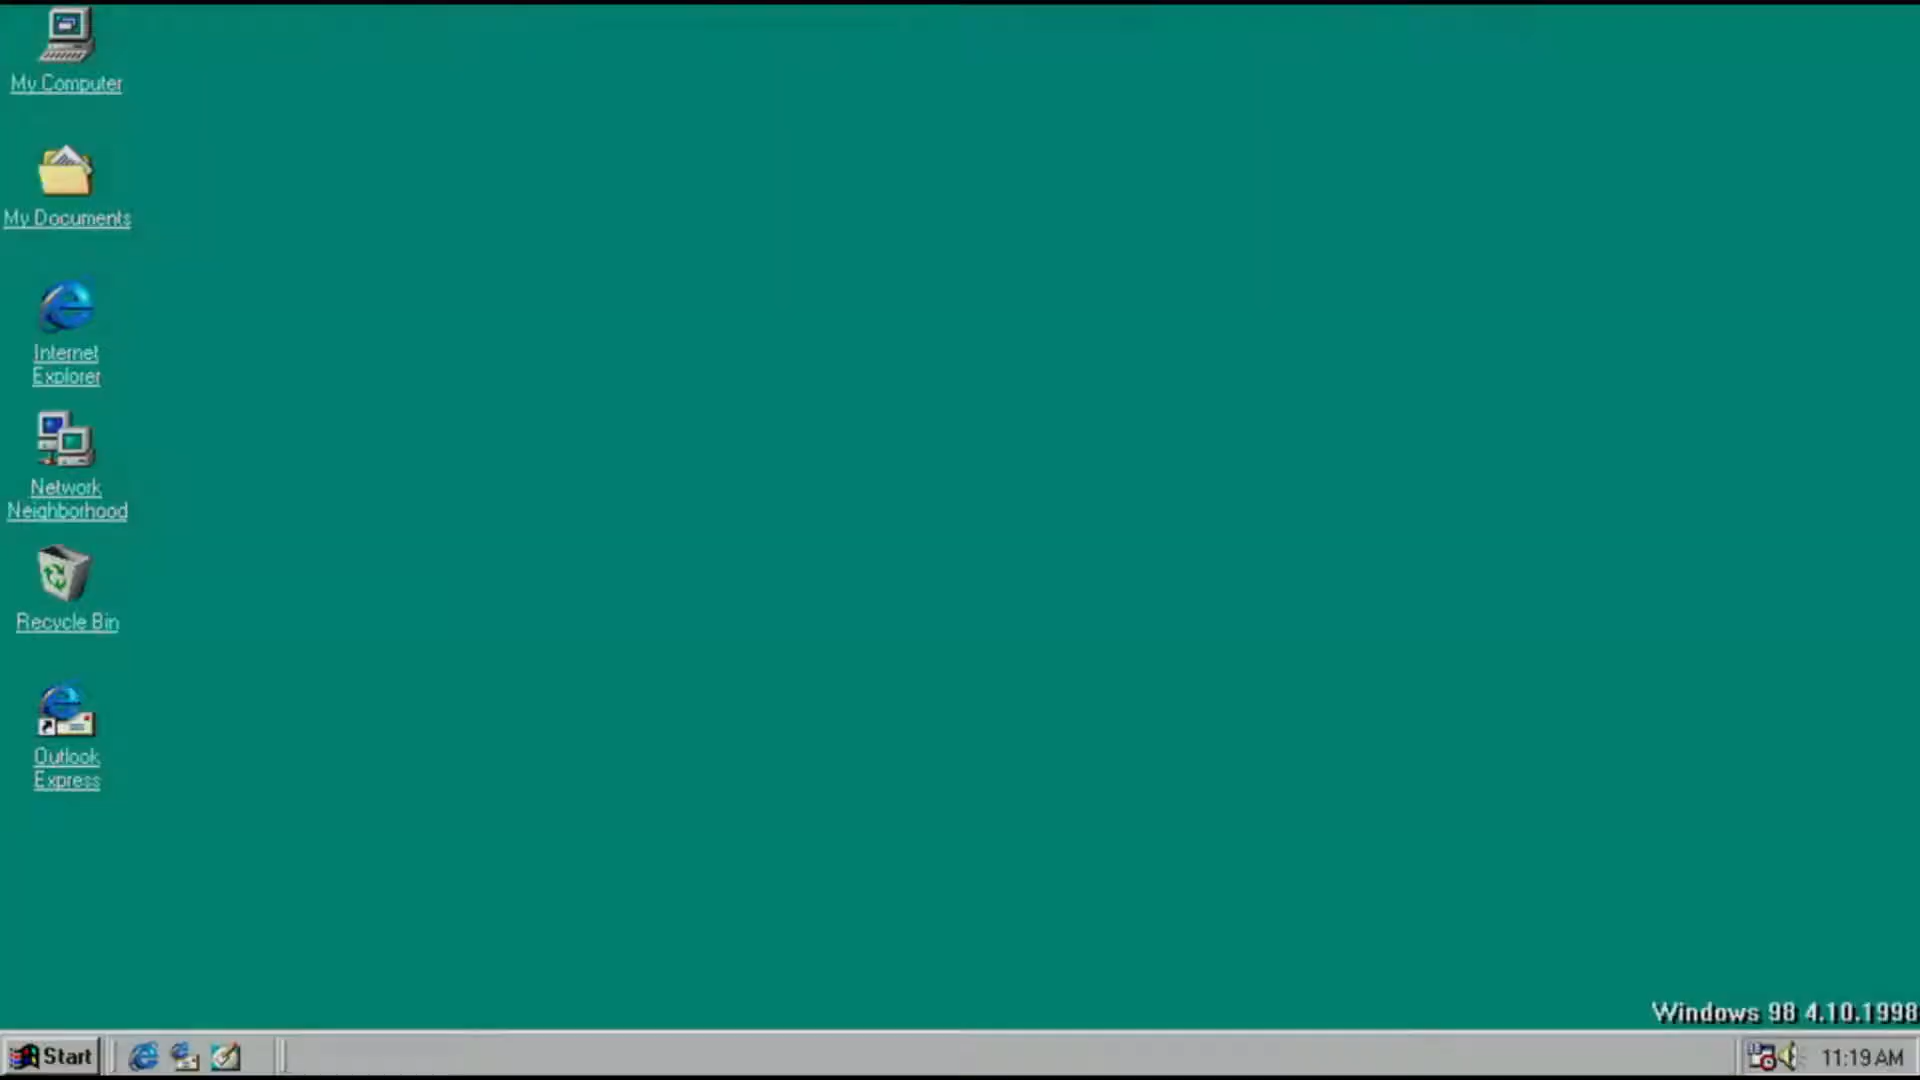 My Computer
My Documents
Internet
Explorer
Network
Neighborhood
Recycle Bin
Outlook
Express
Windows 98 4.10.1998
Start
11:19 AM